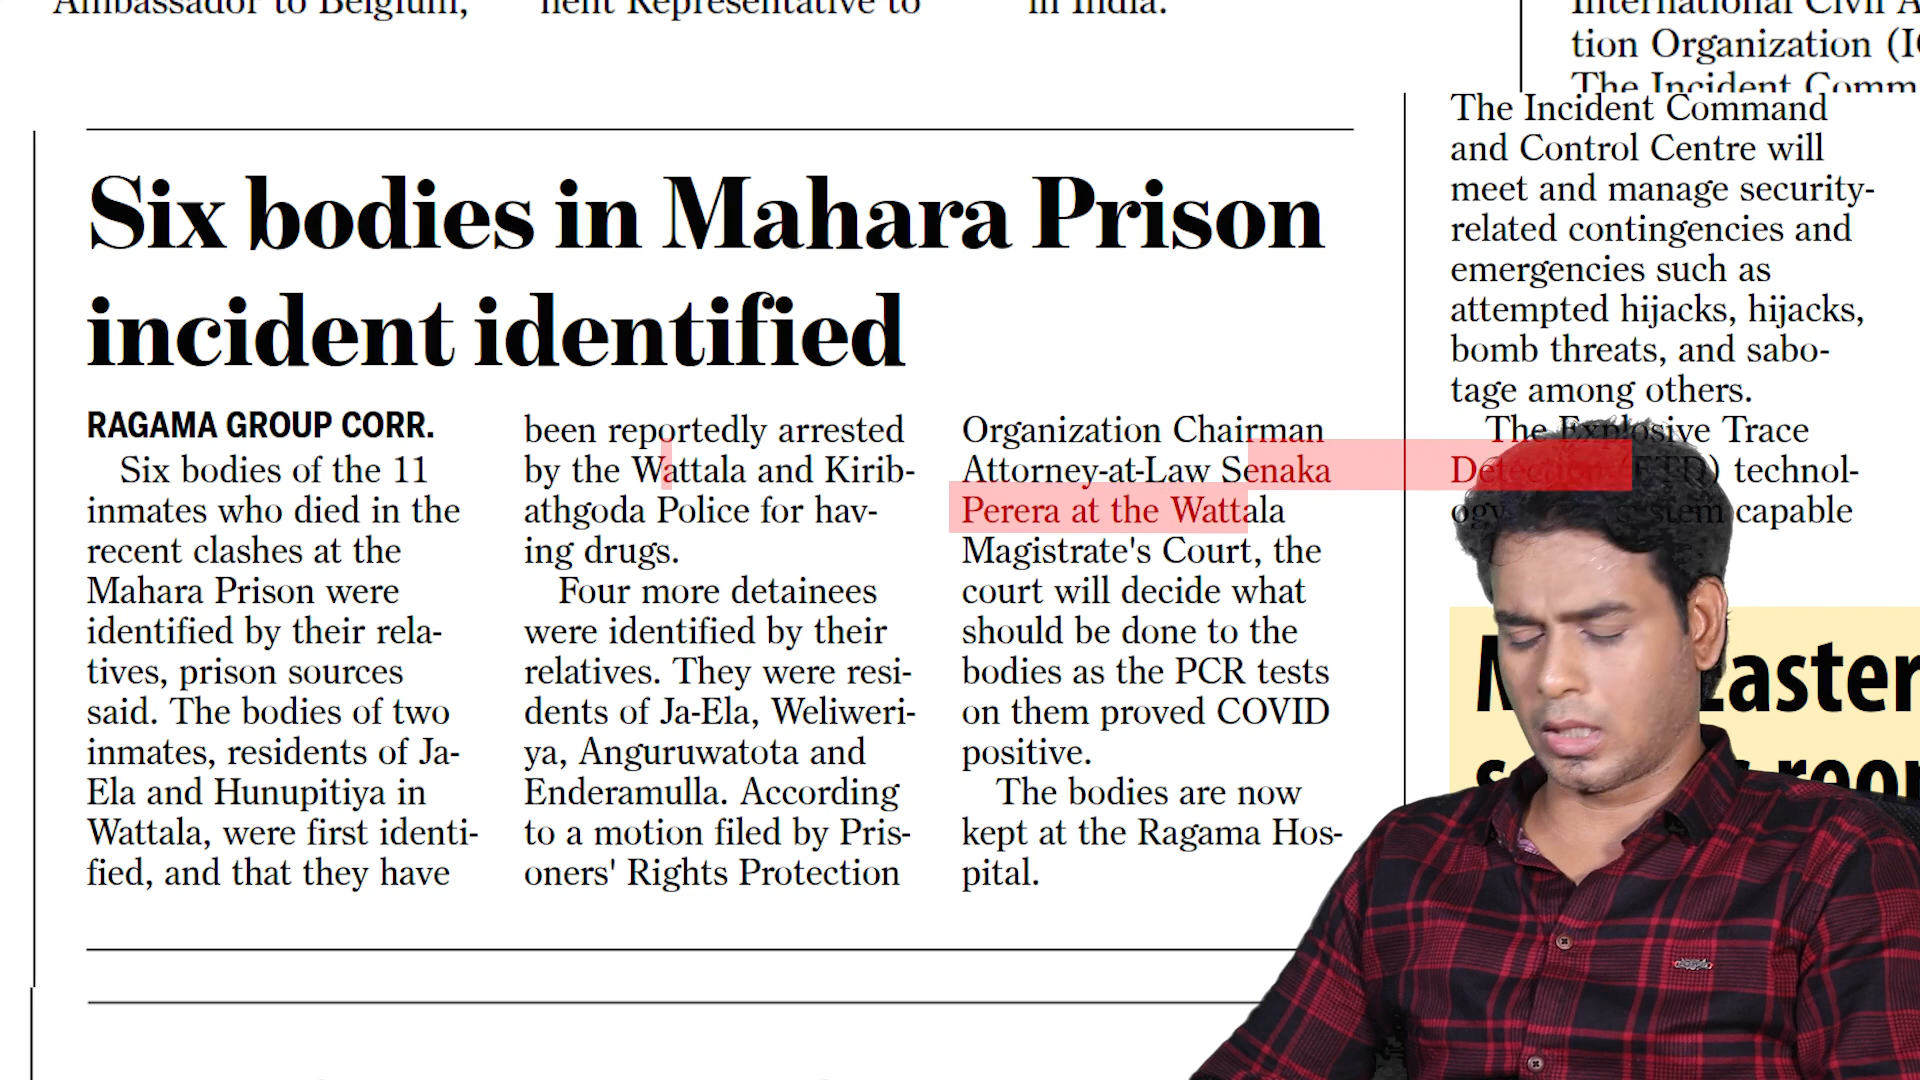 Ambassador to Belgium,
nent Representative to
in India.
Six bodies in Mahara Prison
incident identified
RAGAMA GROUP CORR.
Six bodies of the 11
inmates who died in the
recent clashes at the
Mahara Prison were
identified by their rela-
tives, prison sources
said. The bodies of two
inmates, residents of Ja-
Ela and Hunupitiya in
Wattala, were first identi-
fied, and that they have
been reportedly arrested
by the Wattala and Kirib-
athgoda Police for hav-
ing drugs.
Four more detainees
were identified by their
relatives. They were resi-
dents of Ja-Ela, Weliweri-
ya, Anguruwatota and
Enderamulla. According
to a motion filed by Pris-
oners' Rights Protection
Organization Chairman
Attorney-at-Law Senaka
Perera at the Wattala
Magistrate's Court, the
court will decide what
should be done to the
bodies as the PCR tests
on them proved COVID
positive.
The bodies are now
kept at the Ragama Hos-
pital.
International Civil
tion Organization
The Incident
The Incident Command
and Control Centre will
meet and manage security-
related contingencies and
emergencies such as
attempted hijacks, hijacks,
bomb threats, and sabo-
tage among others.
The Explosive Trace
Detection (ETD) technol-
capable
Easter